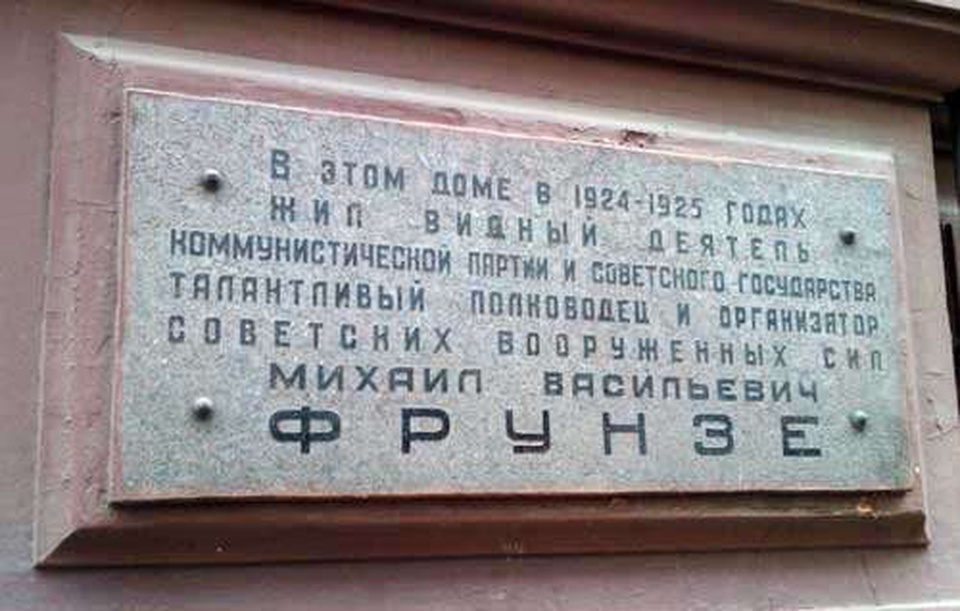 В ЭТОМ ДОМЕ В 1924-1925 ГОДАХ
ЖИЛ ВИДНЫЙ ДЕЯТЕЛЬ
КОММУНИСТИЧЕСКОЙ ПАРТИИ И СОВЕТСКОГО ГОСУДАРСТВА
ТАЛАНТЛИВЫЙ ПОЛКОВОДЕЦ И ОРГАНИЗАТОР
СОВЕТСКИХ ВООРУЖЕННЫХ СИЛ
МИХАИЛ ВАСИЛЬЕВИЧ
ФРУНЗЕ